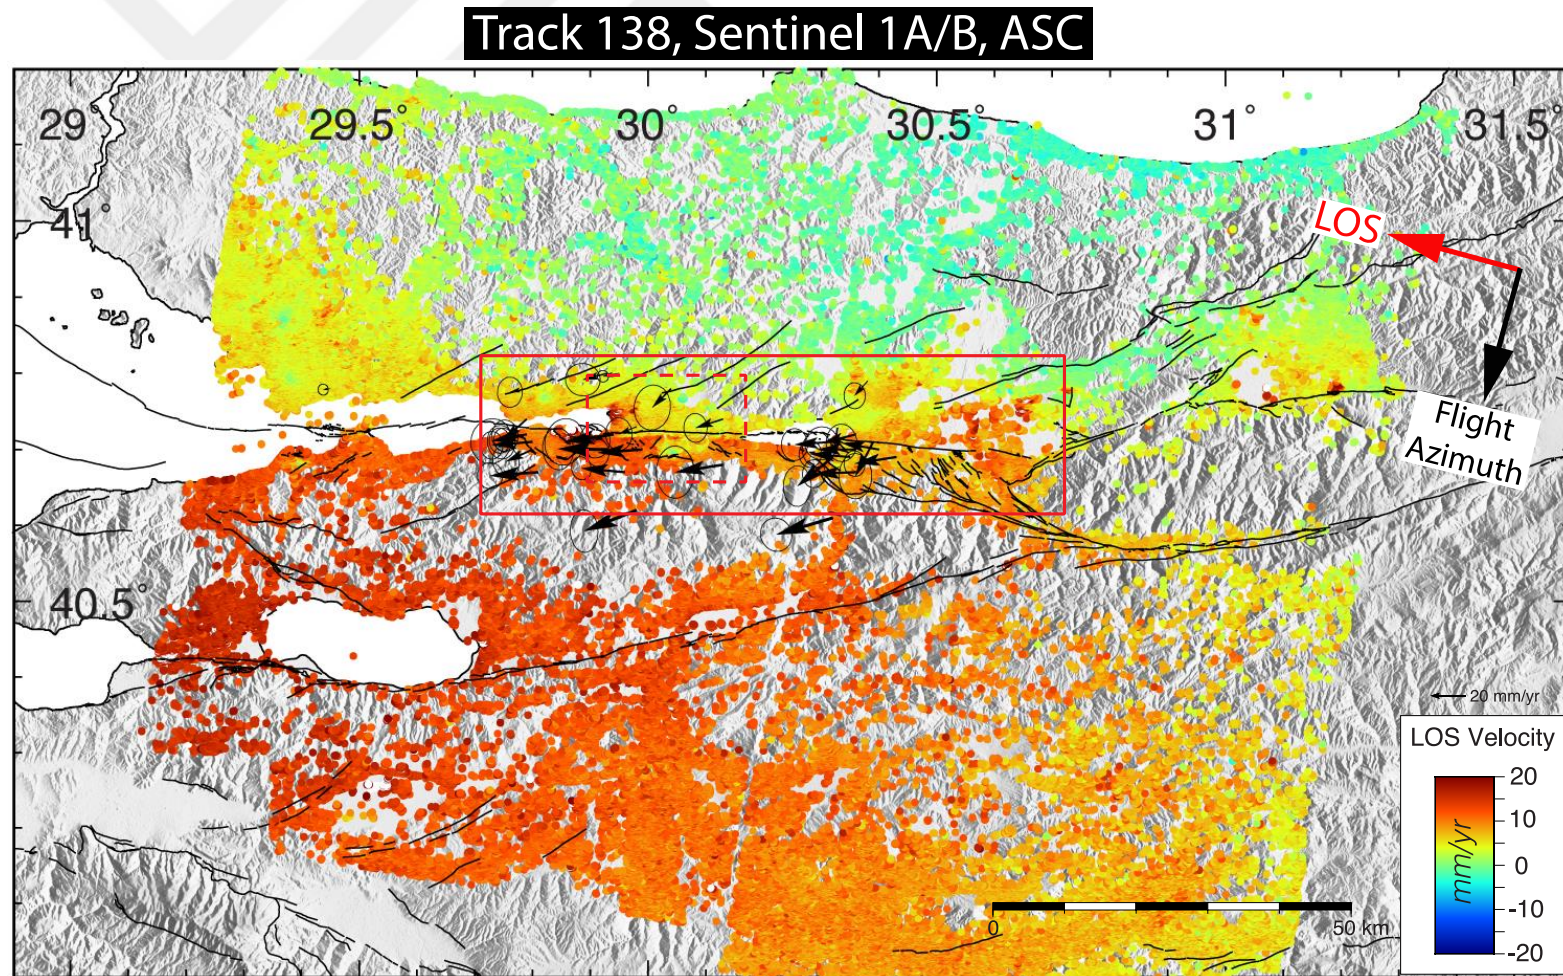 Track 138, Sentinel 1A/B, ASC
29 29.5° 30° 30.5° 31° 31.5°
41°
LOS
Flight
Azimuth
40.5°
20 mm/yr
LOS Velocity
20
10
0
-10
-20
mm/yr
0 50 km